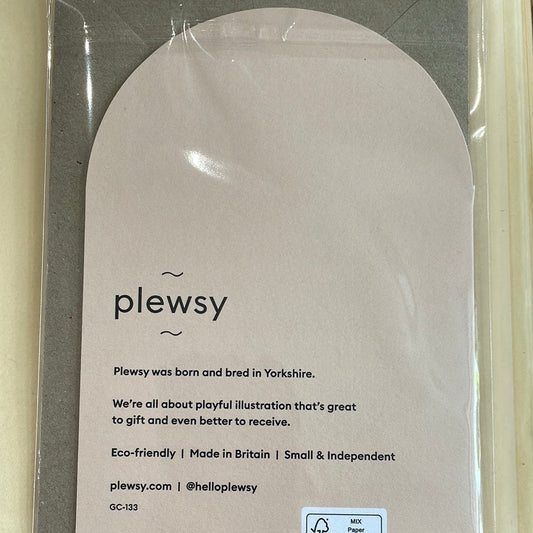 plewsy
Plewsy was born and bred in Yorkshire.
We're all about playful illustration that's great
to gift and even better to receive.
Eco-friendly | Made in Britain | Small & Independent
plewsy.com | @helloplewsy
GC-133
MIX
Paper